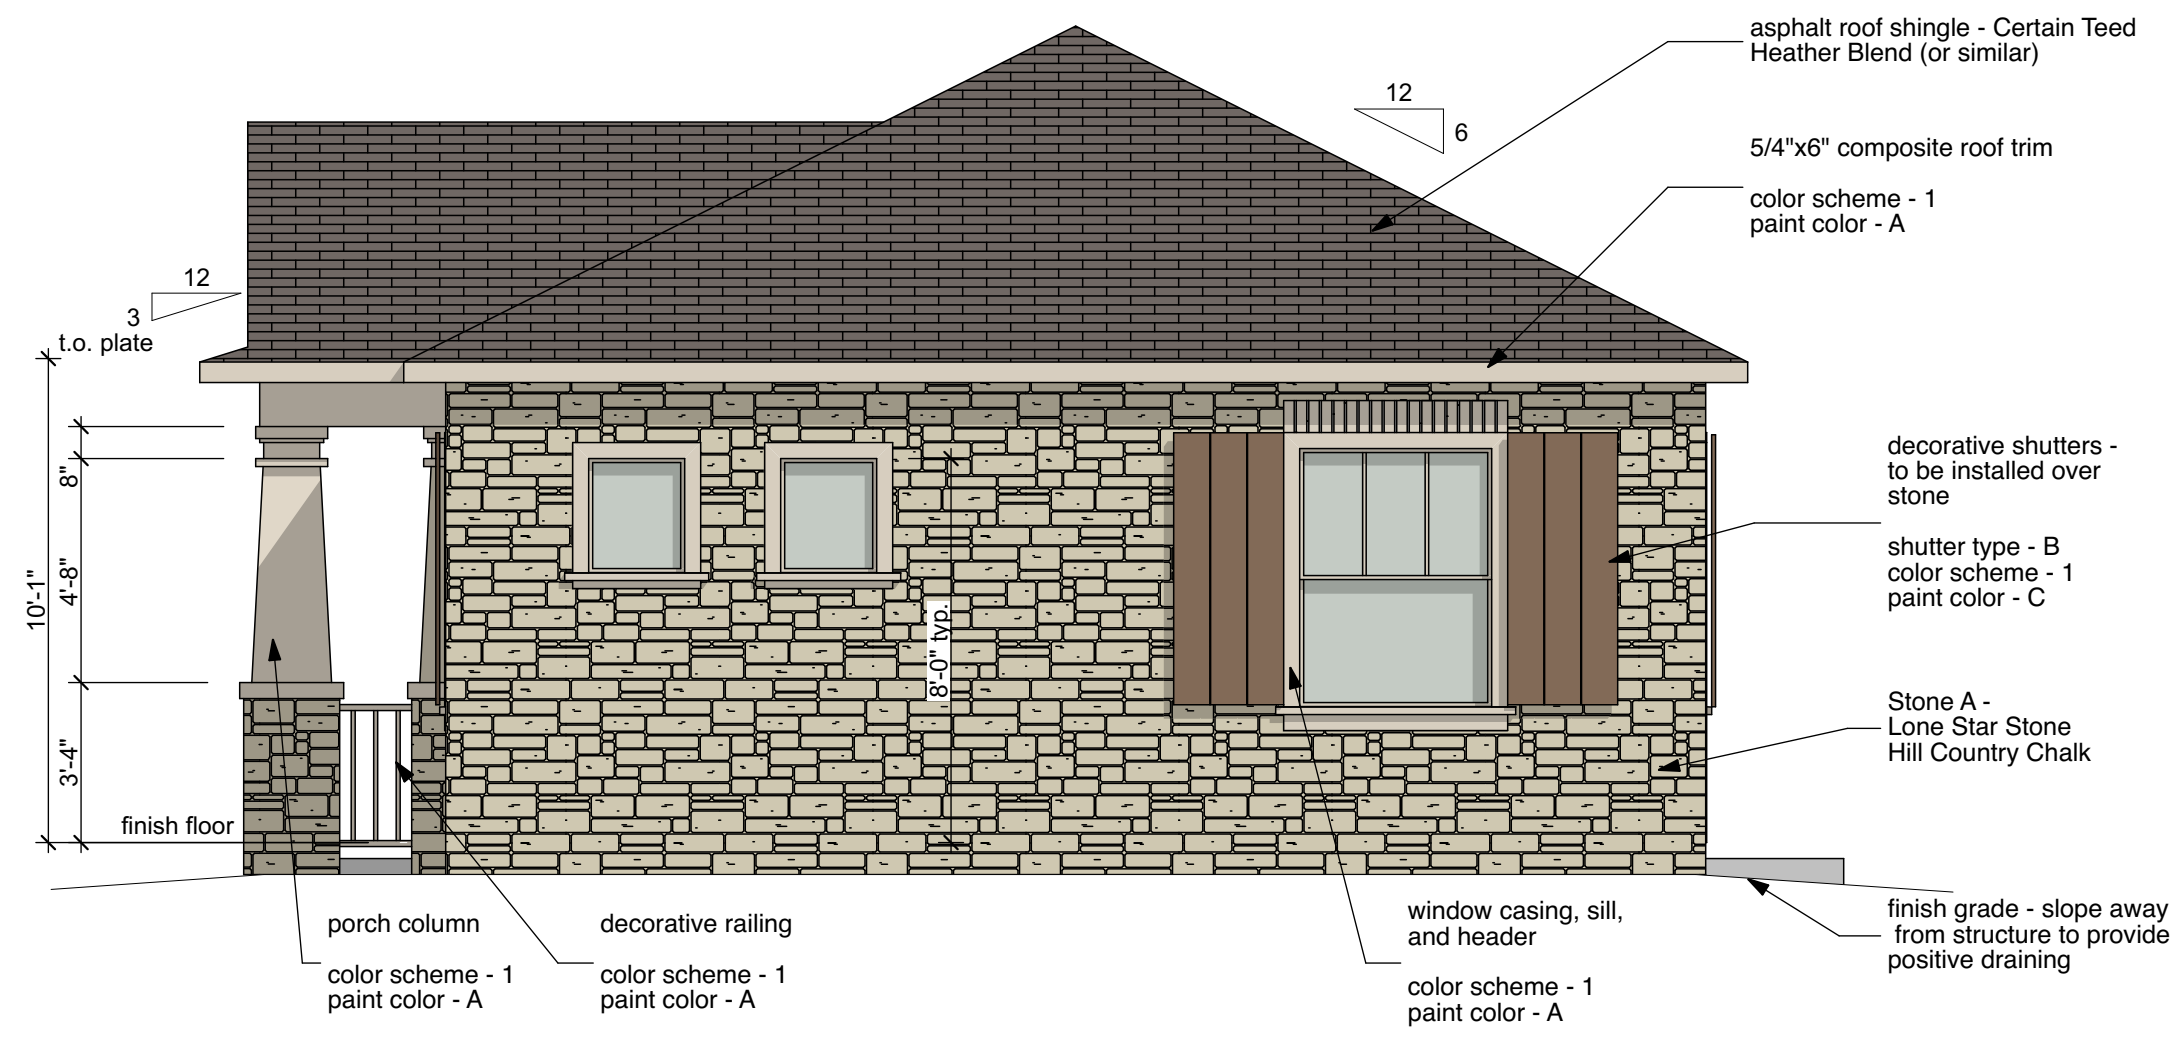 asphalt roof shingle - Certain Teed
Heather Blend (or similar)
12
6
5/4"x6" composite roof trim
color scheme - 1
paint color - A
12
3
t.o. plate
decorative shutters -
to be installed over
stone
shutter type - B
color scheme - 1
paint color - C
8"
4'-8"
10'-1"
3'-4"
8'-0" typ.
Stone A -
Lone Star Stone
Hill Country Chalk
finish floor
porch column
color scheme - 1
paint color - A
decorative railing
color scheme - 1
paint color - A
window casing, sill,
and header
color scheme - 1
paint color - A
finish grade - slope away
from structure to provide
positive draining